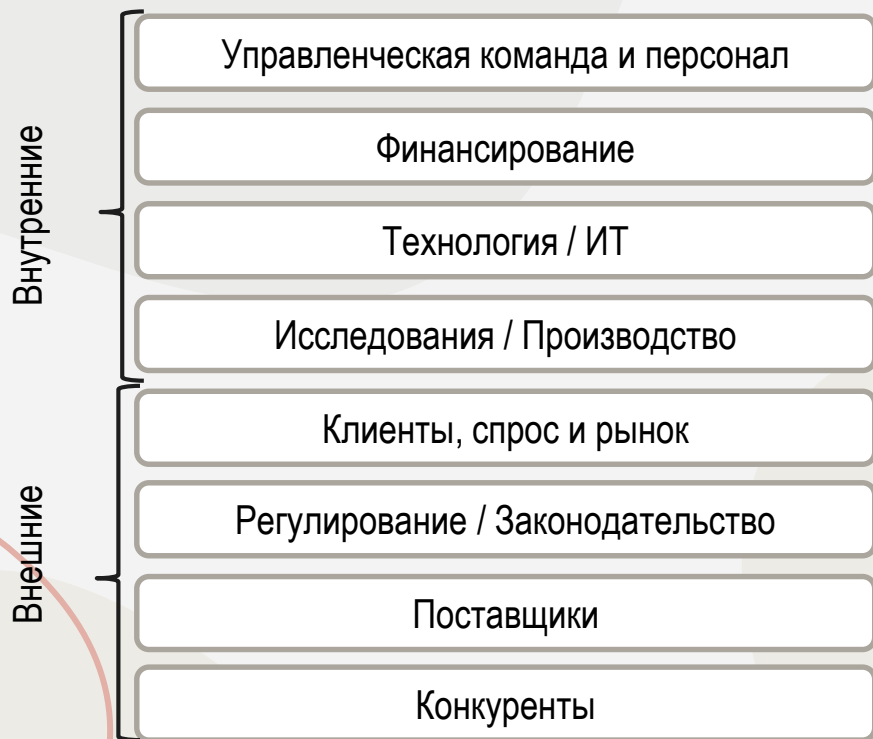 Внутренние
Управленческая команда и персонал
Финансирование
Технология / ИТ
Исследования / Производство
Внешние
Клиенты, спрос и рынок
Регулирование / Законодательство
Поставщики
Конкуренты